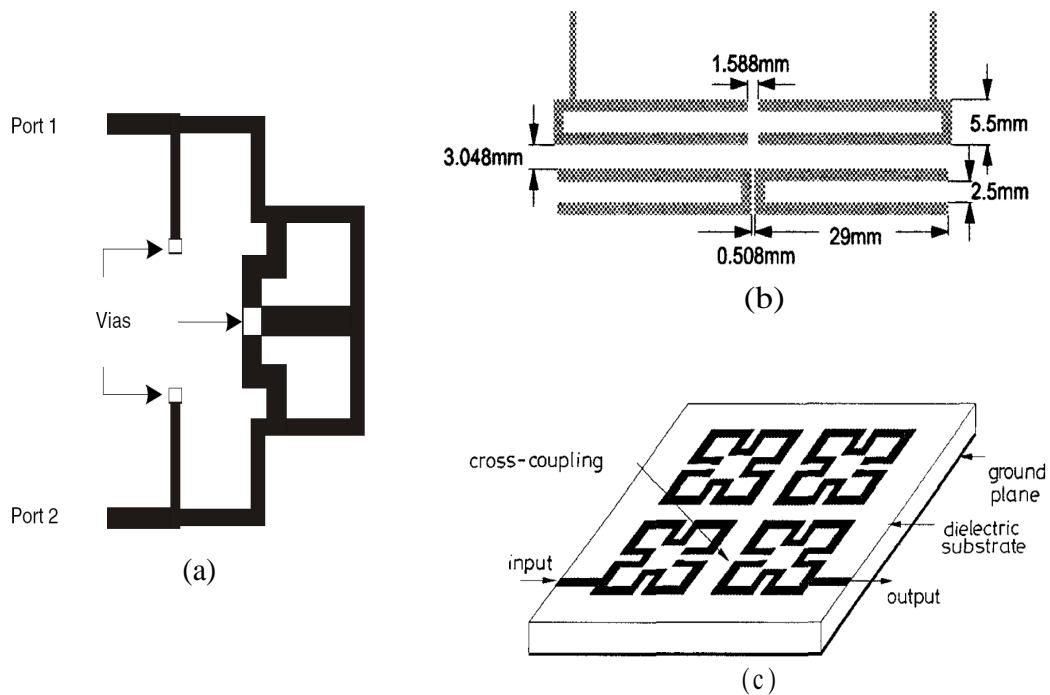 Port 1
Vias
Port 2
(a)
1.588mm
5.5mm
3.048mm
2.5mm
29mm
0.508mm
(b)
cross-coupling
ground
plane
dielectric
substrate
input
output
(c)